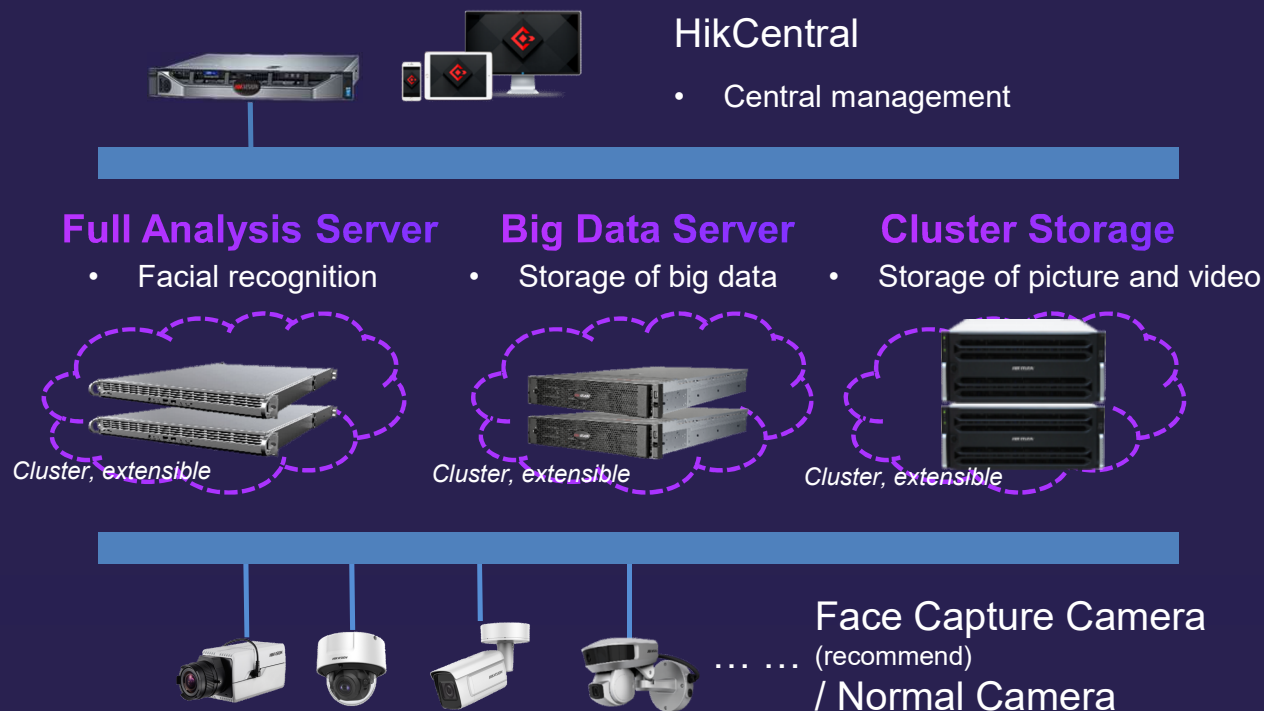 HikCentral
• Central management
Full Analysis Server
• Facial recognition
Big Data Server
• Storage of big data
Cluster Storage
• Storage of picture and video
Cluster, extensible
Cluster, extensible
Cluster, extensible
Face Capture Camera
... ... (recommend)
/ Normal Camera